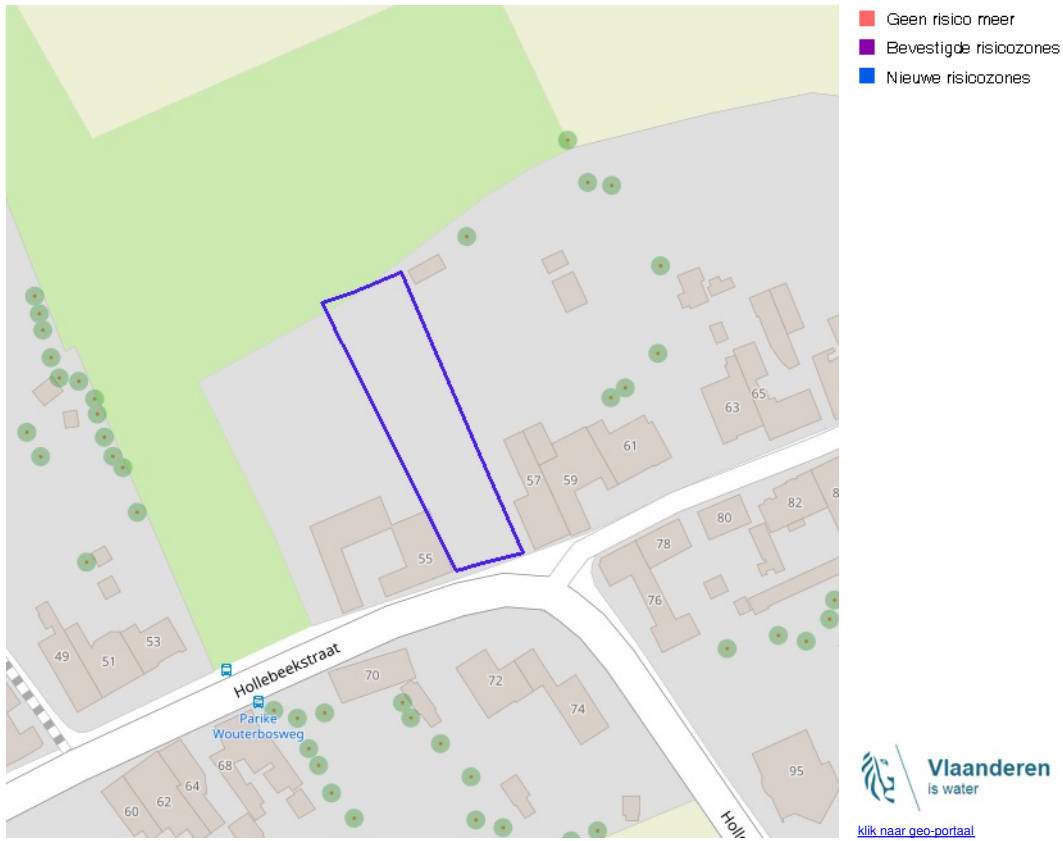 Geen risico meer
Bevestigde risicozones
Nieuwe risicozones
63
65
61
57
59
82
80
78
55
76
53
49
51
Hollebeekstraat
70
72
Parike
Wouterbosweg
74
68
64
62
60
95
Vlaanderen
is water
klik naar geo-portaal